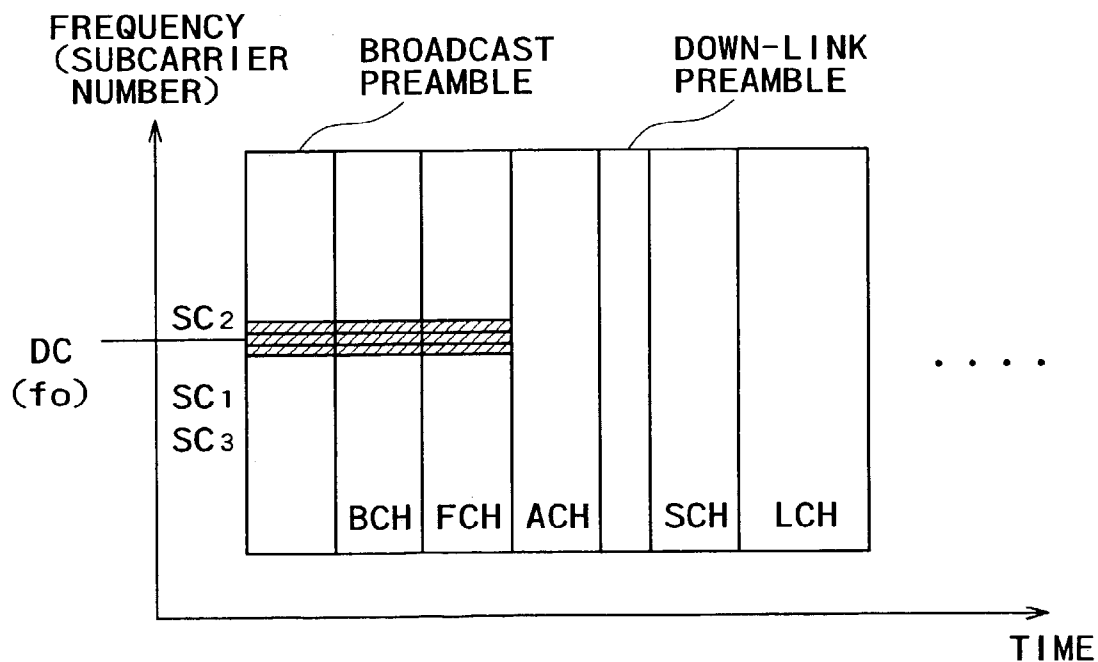 FREQUENCY
(SUBCARRIER
NUMBER)
BROADCAST
PREAMBLE
DOWN-LINK
PREAMBLE
SC2
DC
(fo)
SC1
SC3
BCH
FCH
ACH
SCH
LCH
....
TIME